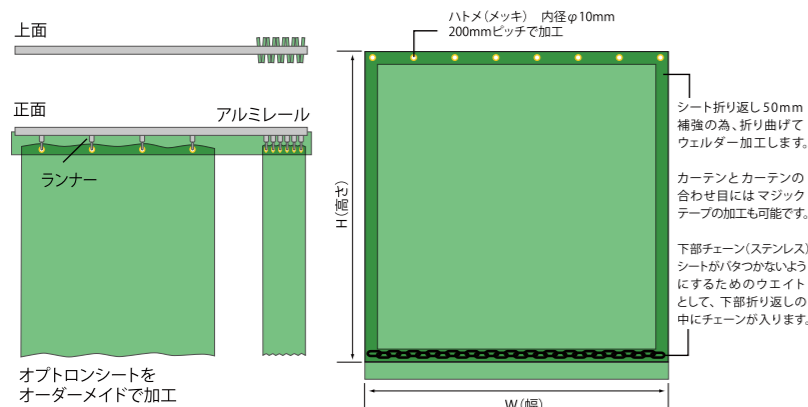 上面
正面
アルミレール
ランナー
オプトロンシートを
オーダーメイドで加工
ハトメ(メッキ) 内径φ10mm
200mmピッチで加工
H(高さ)
W(幅)
シート折り返し50mm
補強の為、折り曲げて
ウェルダー加工します。
カーテンとカーテンの
合わせ目には マジック
テープの加工も可能です。
下部チェーン(ステンレス)
シートがバタつかないよう
にするためのウエイト
として、下部折り返しの
中にチェーンが入ります。